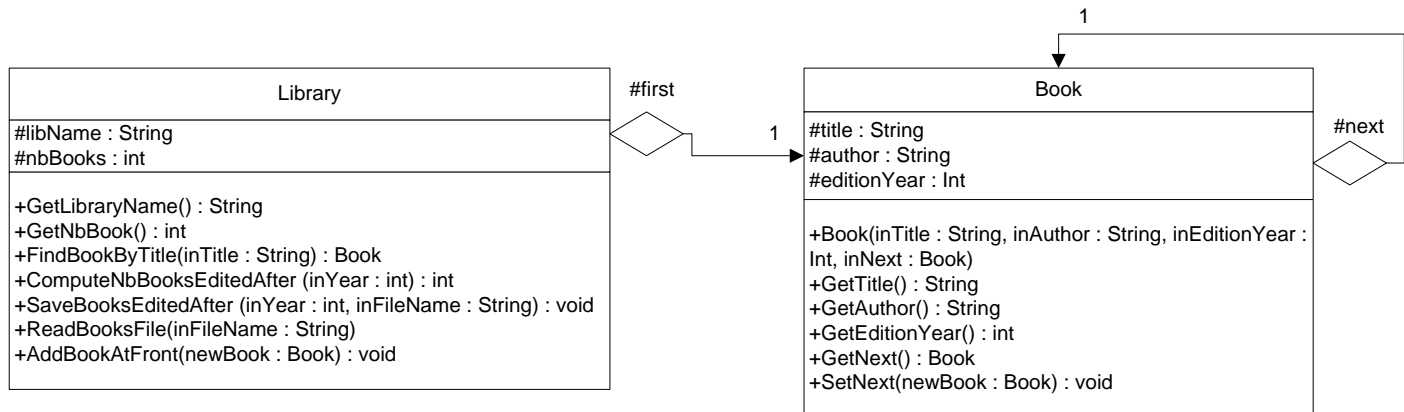 Library
#libName : String
#nbBooks : int
+GetLibraryName() : String
+GetNbBook() : int
+FindBookByTitle(inTitle : String) : Book
+ComputeNbBooksEditedAfter (inYear : int) : int
+SaveBooksEditedAfter (inYear : int, inFileName : String) : void
+ReadBooksFile(inFileName : String)
+AddBookAtFront(newBook : Book) : void
#first
1
Book
#title : String
#author : String
#editionYear : Int
+Book(inTitle : String, inAuthor : String, inEditionYear :
Int, inNext : Book)
+GetTitle() : String
+GetAuthor() : String
+GetEditionYear() : int
+GetNext() : Book
+SetNext(newBook : Book) : void
1
#next